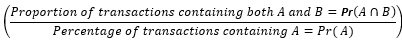 Proportion of transactions containing both A and B = Pr(A ∩ B)
Percentage of transactions containing A = Pr( A)